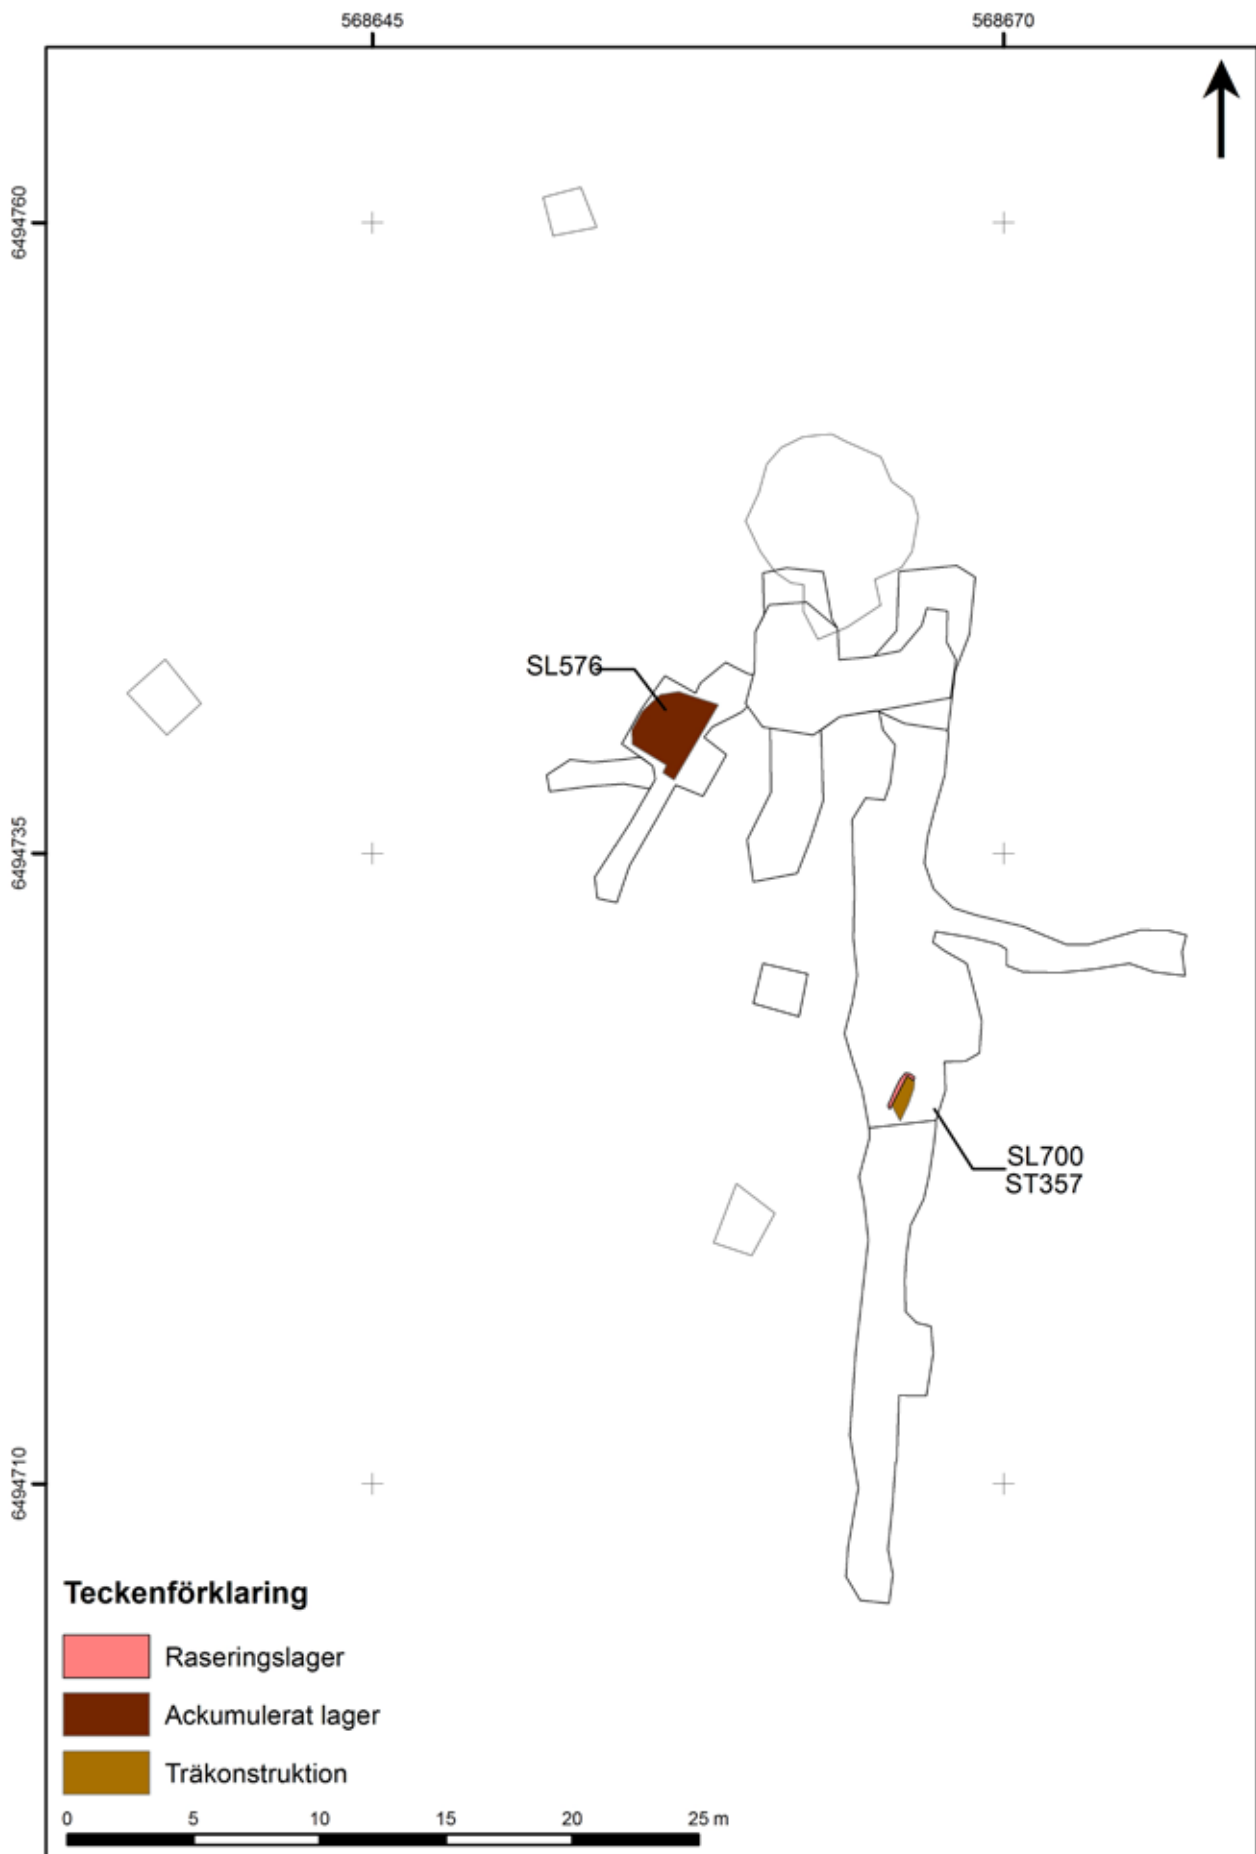 568645
568670
6494760
SL576
6494735
SL700
ST357
6494710
Teckenförklaring
Raseringslager
Ackumulerat lager
Träkonstruktion
0 5 10 15 20 25 m